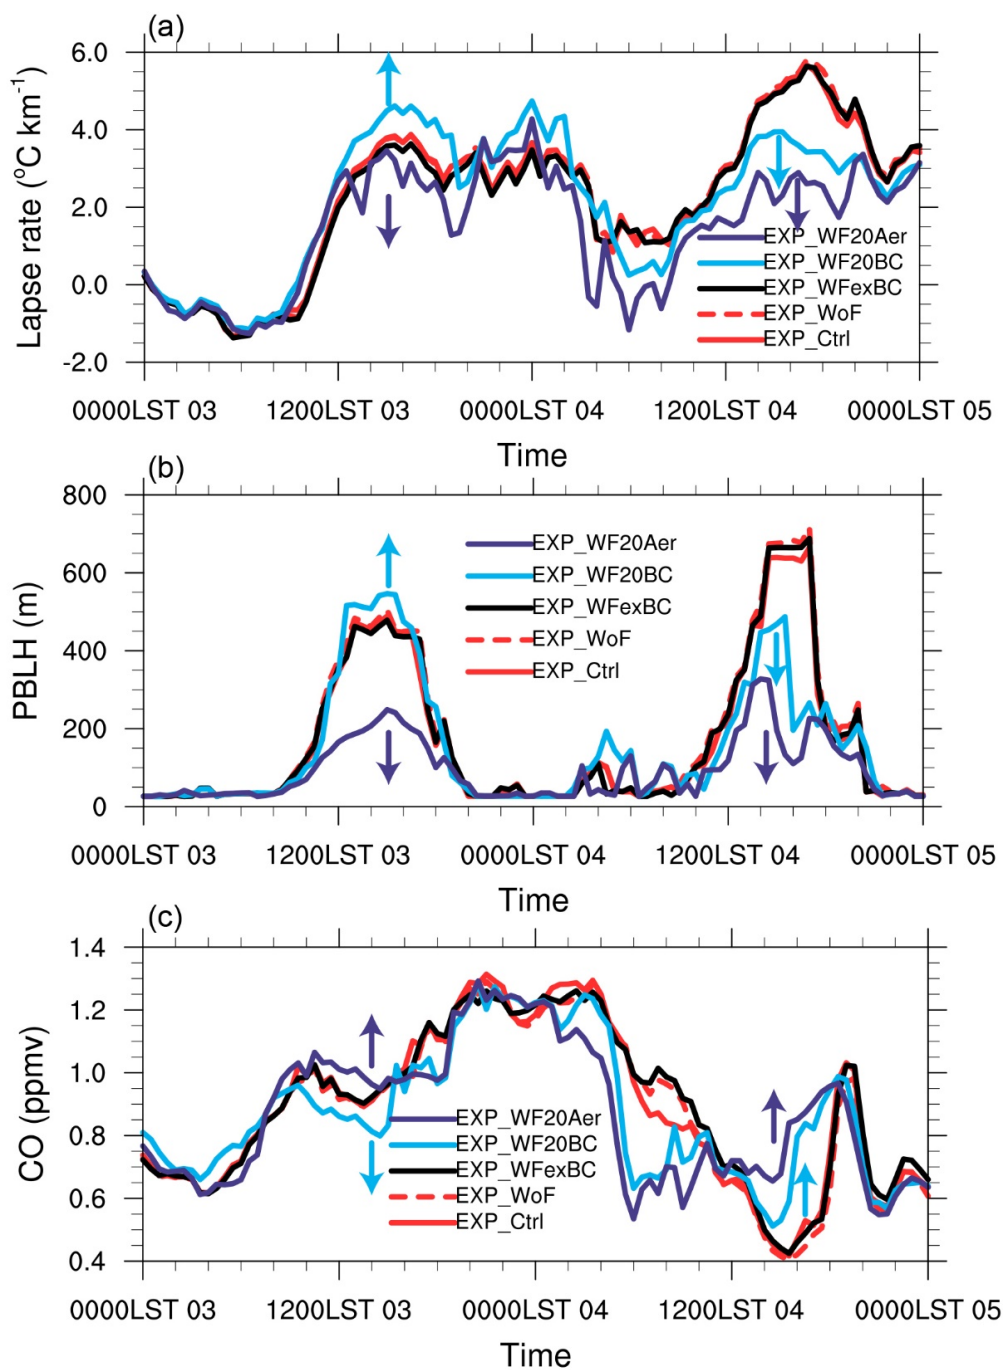 (a)
Lapse rate (°C km-1)
6.0
4.0
2.0
0.0
-2.0
EXP_WF20Aer
EXP_WF20BC
EXP_WFexBC
EXP_WoF
EXP_Ctrl
0000LST 03
1200LST 03
0000LST 04
1200LST 04
0000LST 05
Time
(b)
PBLH (m)
800
600
400
200
0
EXP_WF20Aer
EXP_WF20BC
EXP_WFexBC
EXP_WoF
EXP_Ctrl
0000LST 03
1200LST 03
0000LST 04
1200LST 04
0000LST 05
Time
(c)
CO (ppmv)
1.4
1.2
1.0
0.8
0.6
0.4
EXP_WF20Aer
EXP_WF20BC
EXP_WFexBC
EXP_WoF
EXP_Ctrl
0000LST 03
1200LST 03
0000LST 04
1200LST 04
0000LST 05
Time